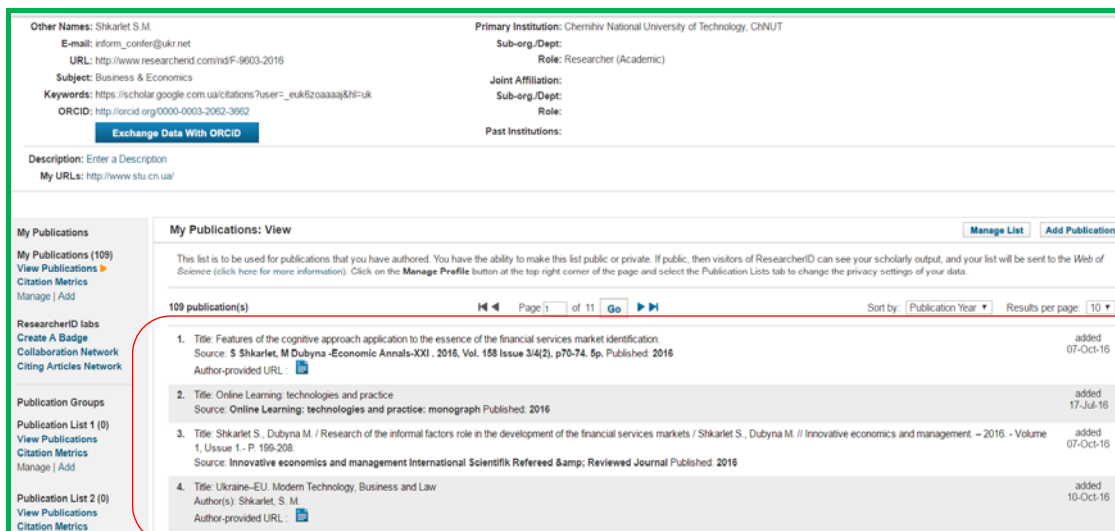 Other Names: Shkarlet S.M.
E-mail: inform_confer@ukr.net
URL: http://www.researcherid.com/rid/F-9603-2016
Subject: Business & Economics
Keywords: https://scholar.google.com.ua/citations?user=_euk6zoaaaaj&hl=uk
ORCID: http://orcid.org/0000-0003-2062-3662
Exchange Data With ORCID
Primary Institution: Chernihiv National University of Technology, ChNUT
Sub-org./Dept:
Role: Researcher (Academic)
Joint Affiliation:
Sub-org./Dept:
Role:
Past Institutions:
Description: Enter a Description
My URLs: http://www.stu.cn.ua/
My Publications
My Publications (109)
View Publications
Citation Metrics
Manage | Add
ResearcherID labs
Create A Badge
Collaboration Network
Citing Articles Network
Publication Groups
Publication List 1 (0)
View Publications
Citation Metrics
Manage | Add
Publication List 2 (0)
View Publications
Citation Metrics
My Publications: View
Manage List Add Publication
This list is to be used for publications that you have authored. You have the ability to make this list public or private. If public, then visitors of ResearcherID can see your scholarly output, and your list will be sent to the Web of
Science (click here for more information). Click on the Manage Profile button at the top right corner of the page and select the Publication Lists tab to change the privacy settings of your data.
109 publication(s) Page 1 of 11 Go Sort by: Publication Year Results per page: 10
1. Title: Features of the cognitive approach application to the essence of the financial services market identification. added
Source: S Shkarlet, M Dubyna -Economic Annals-XXI . 2016, Vol. 158 Issue 3/4(2), p70-74. 5p. Published: 2016 07-Oct-16
Author-provided URL :
2. Title: Online Learning: technologies and practice added
Source: Online Learning: technologies and practice: monograph Published: 2016 17-Jul-16
3. Title: Shkarlet S., Dubyna M. / Research of the informal factors role in the development of the financial services markets / Shkarlet S., Dubyna M. // Innovative economics and management. – 2016. - Volume added
1, Ussue 1.- P. 199-208. 07-Oct-16
Source: Innovative economics and management International Scientifik Refereed &amp; Reviewed Journal Published: 2016
4. Title: Ukraine–EU. Modern Technology, Business and Law added
Author(s): Shkarlet, S. M. 10-Oct-16
Author-provided URL :